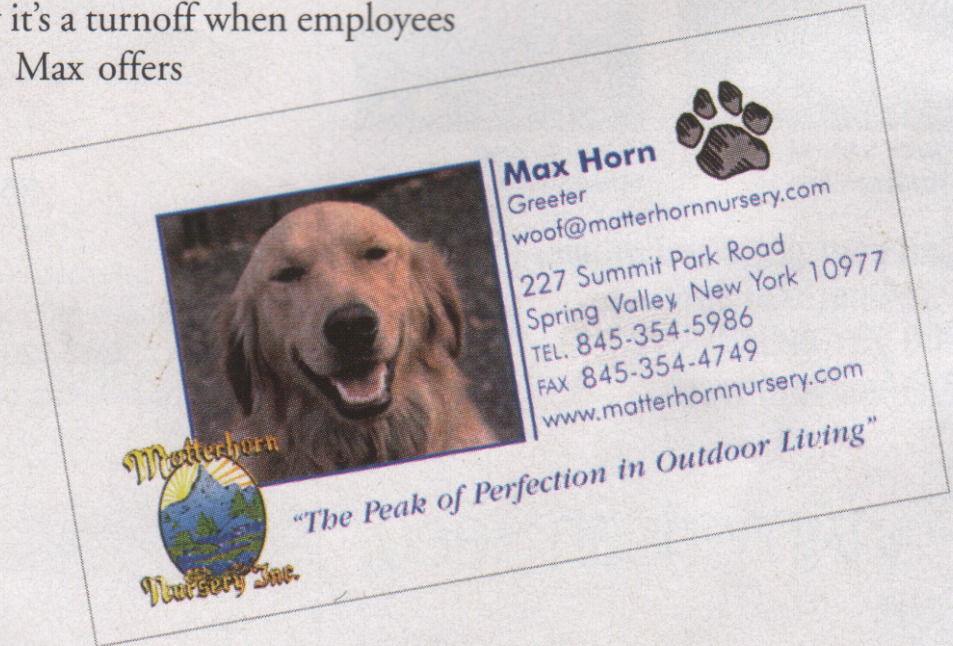 it's a turnoff when employees
Max offers
Max Horn
Greeter
woof@matterhornnursery.com
227 Summit Park Road
Spring Valley, New York 10977
TEL. 845-354-5986
FAX 845-354-4749
www.matterhornnursery.com
Matterhorn
Nursery Inc.
“The Peak of Perfection in Outdoor Living”